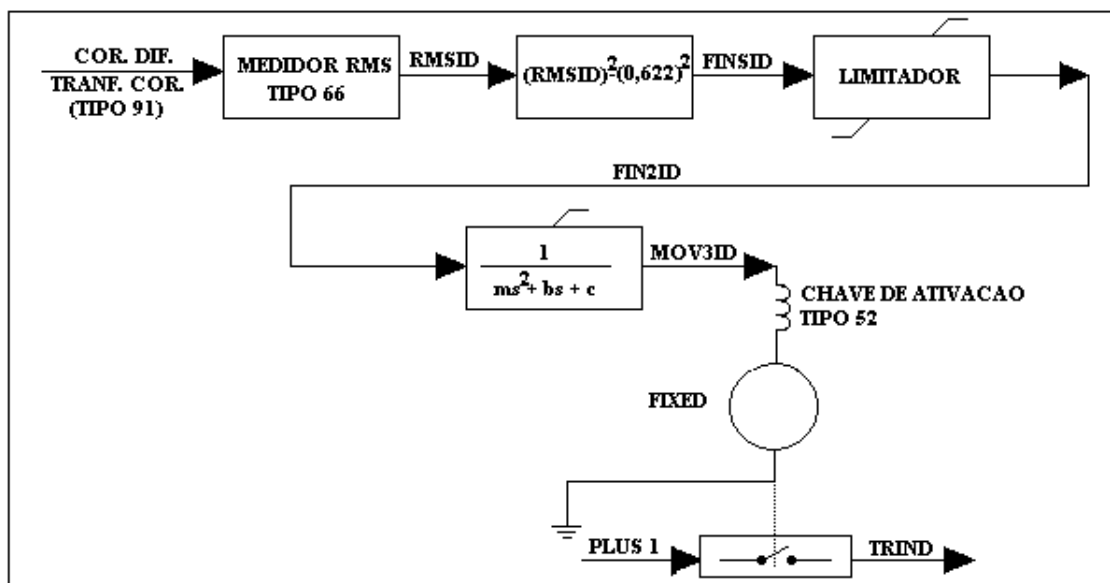 COR. DIF.
TRANF. COR.
(TIPO 91)
MEDIDOR RMS
TIPO 66
RMSID
(RMSID)²-(0,622)²
FINSID
LIMITADOR
FIN2ID
1
ms²+ bs + c
MOV3ID
CHAVE DE ATIVACAO
TIPO 52
FIXED
PLUS 1
TRIND